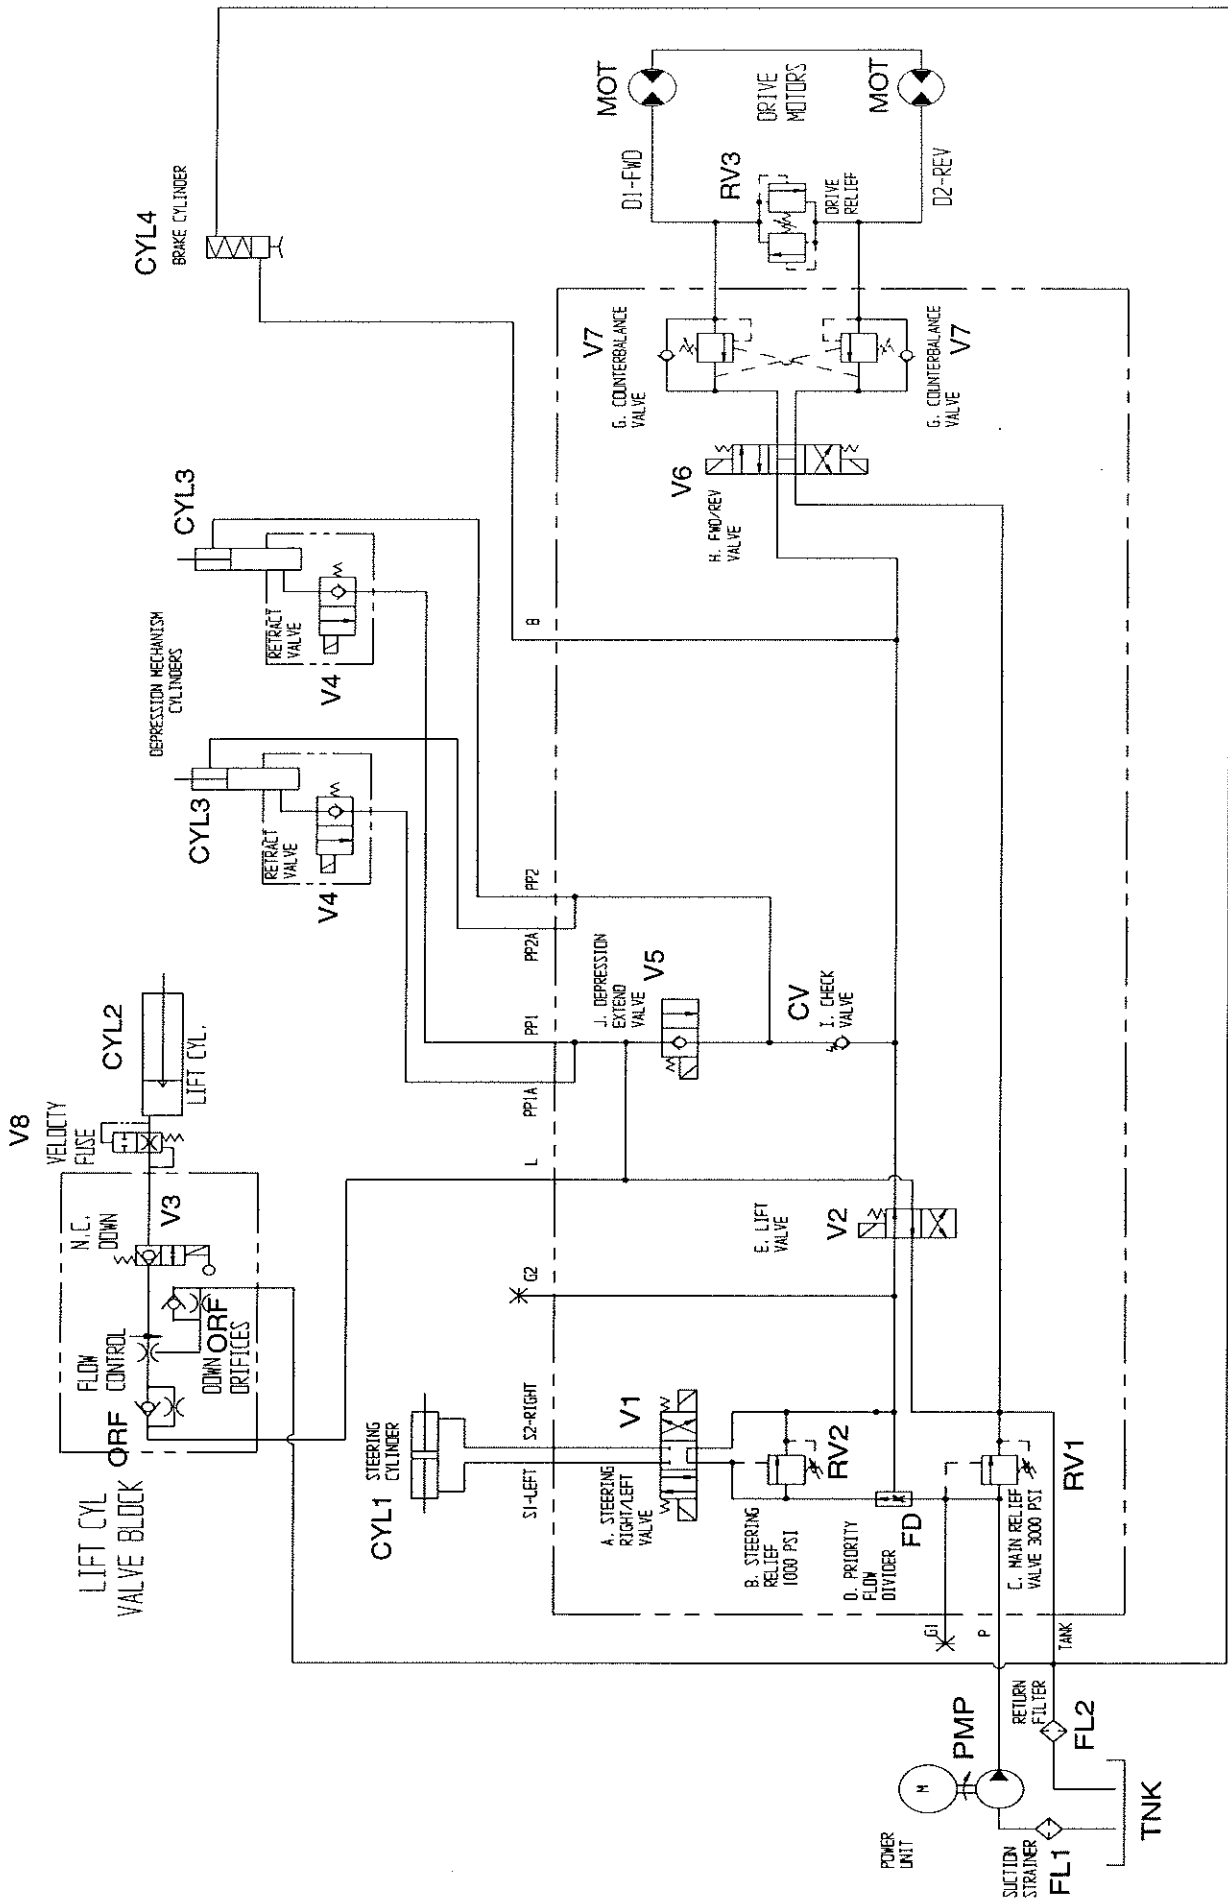 LIFT CYL
VALVE BLOCK
ORF
FLOW
CONTROL
DOWN
ORIFICES
ORF
N.C.
DOWN
V3
VELOCTY
FUSE
V8
CYL2
LIFT CYL.
CYL1
STEERING
CYLINDER
S1-LEFT
S2-RIGHT
A. STEERING
RIGHT/LEFT
VALVE
V1
B. STEERING
RELIEF
1000 PSI
RV2
D. PRIORITY
FLOW
DIVIDER
FD
C. MAIN RELIEF
VALVE 3000 PSI
RV1
G1
P
TANK
G2
E. LIFT
VALVE
V2
L
PP1A
PP1
PP2A
PP2
B
J. DEPRESSION
EXTEND
VALVE
V5
CV
I. CHECK
VALVE
DEPRESSION MECHANISM
CYLINDERS
CYL3
RETRACT
VALVE
V4
CYL3
RETRACT
VALVE
V4
CYL4
BRAKE CYLINDER
H. FWD/REV
VALVE
V6
G. COUNTERBALANCE
VALVE
V7
G. COUNTERBALANCE
VALVE
V7
RV3
DRIVE
RELIEF
D1-FWD
D2-REV
MOT
DRIVE
MOTORS
MOT
POWER
UNIT
M
PMP
SUCTION
STRAINER
FL1
RETURN
FILTER
FL2
TNK